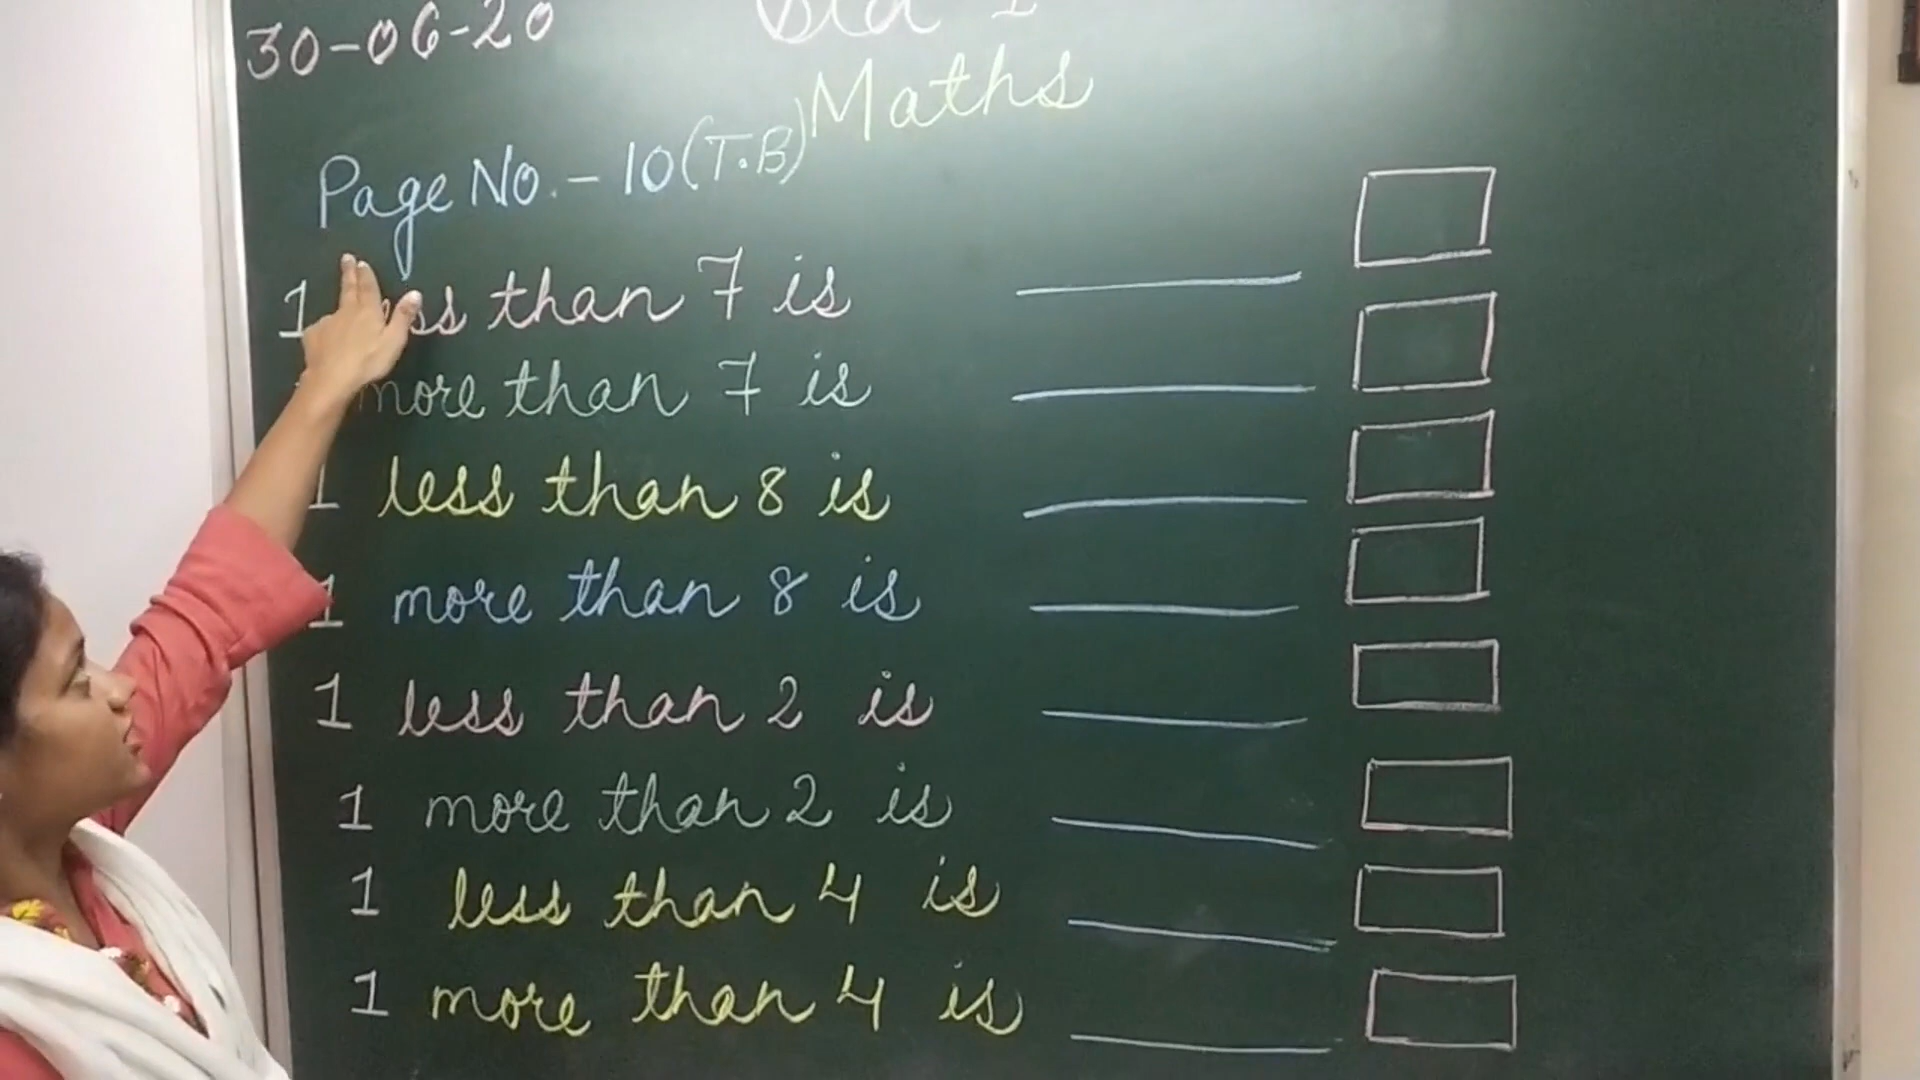 30-06-20
Std 1
Maths
Page No. - 10 (T.B)
1 less than 7 is
more than 7 is
1 less than 8 is
1 more than 8 is
1 less than 2 is
1 more than 2 is
1 less than 4 is
1 more than 4 is